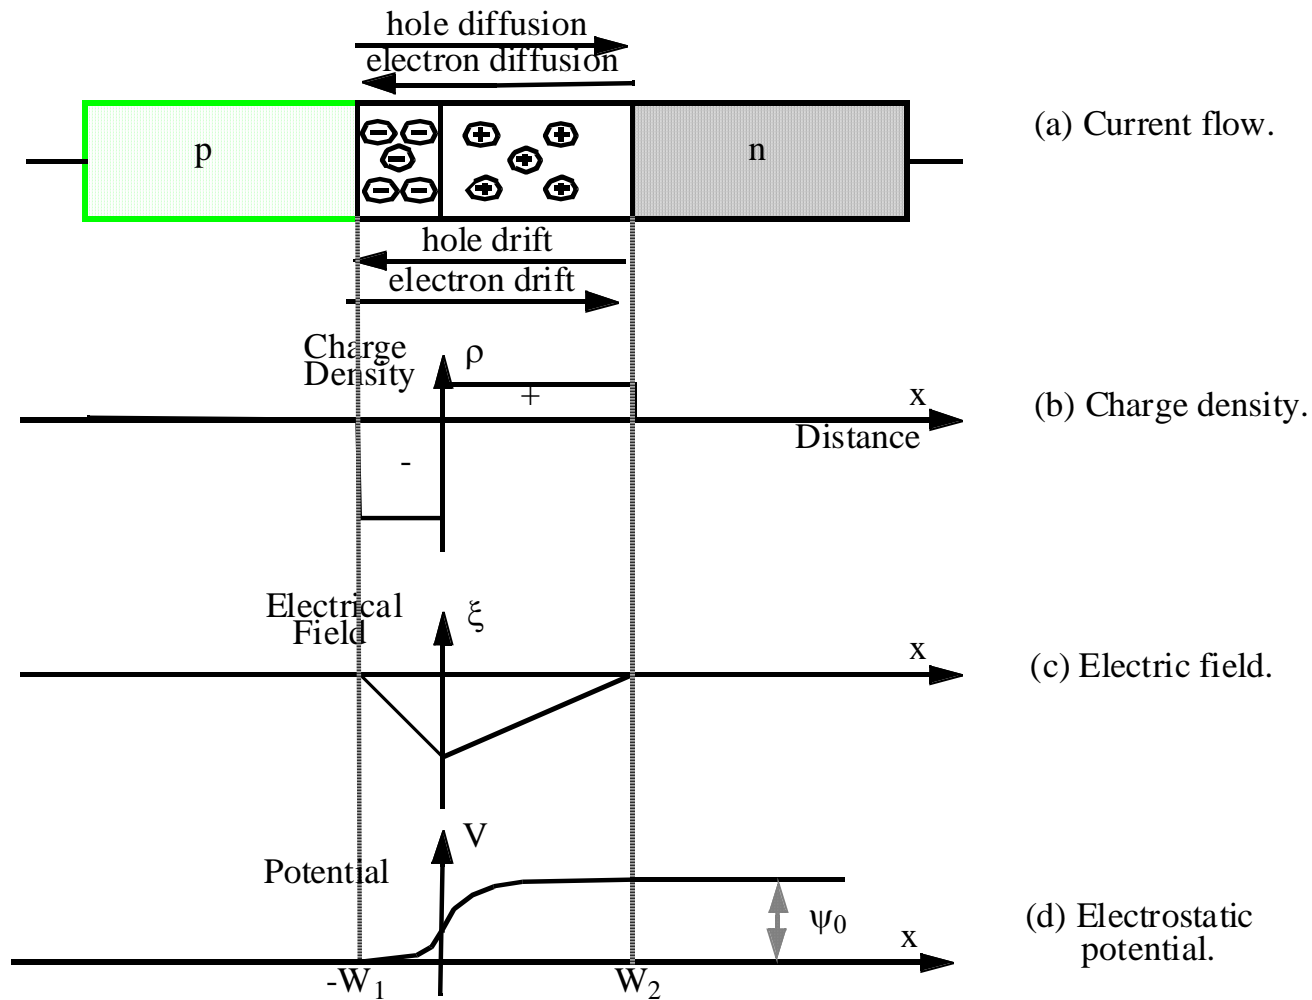 hole diffusion
electron diffusion
p
n
(a) Current flow.
hole drift
electron drift
Charge
Density
ρ
+
x
(b) Charge density.
Distance
-
Electrical
Field
ξ
x
(c) Electric field.
V
Potential
ψ0
(d) Electrostatic
potential.
x
-W1
W2